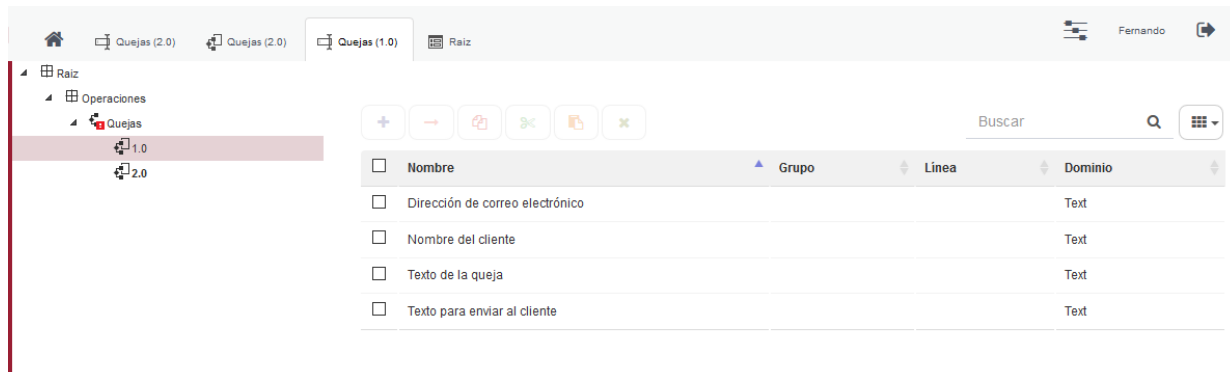 Quejas (2.0) Quejas (2.0) Quejas (1.0) Raiz Fernando
Raiz
Operaciones
Quejas
1.0
2.0
Buscar
Nombre Grupo Línea Dominio
Dirección de correo electrónico Text
Nombre del cliente Text
Texto de la queja Text
Texto para enviar al cliente Text